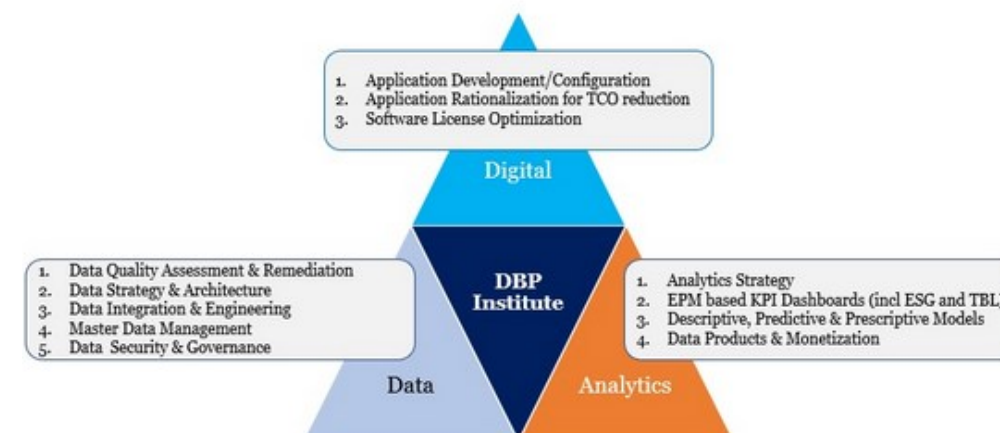 1. Application Development/Configuration
2. Application Rationalization for TCO reduction
3. Software License Optimization
Digital
1. Data Quality Assessment & Remediation
2. Data Strategy & Architecture
3. Data Integration & Engineering
4. Master Data Management
5. Data Security & Governance
DBP
Institute
1. Analytics Strategy
2. EPM based KPI Dashboards (incl ESG and TBL)
3. Descriptive, Predictive & Prescriptive Models
4. Data Products & Monetization
Data
Analytics